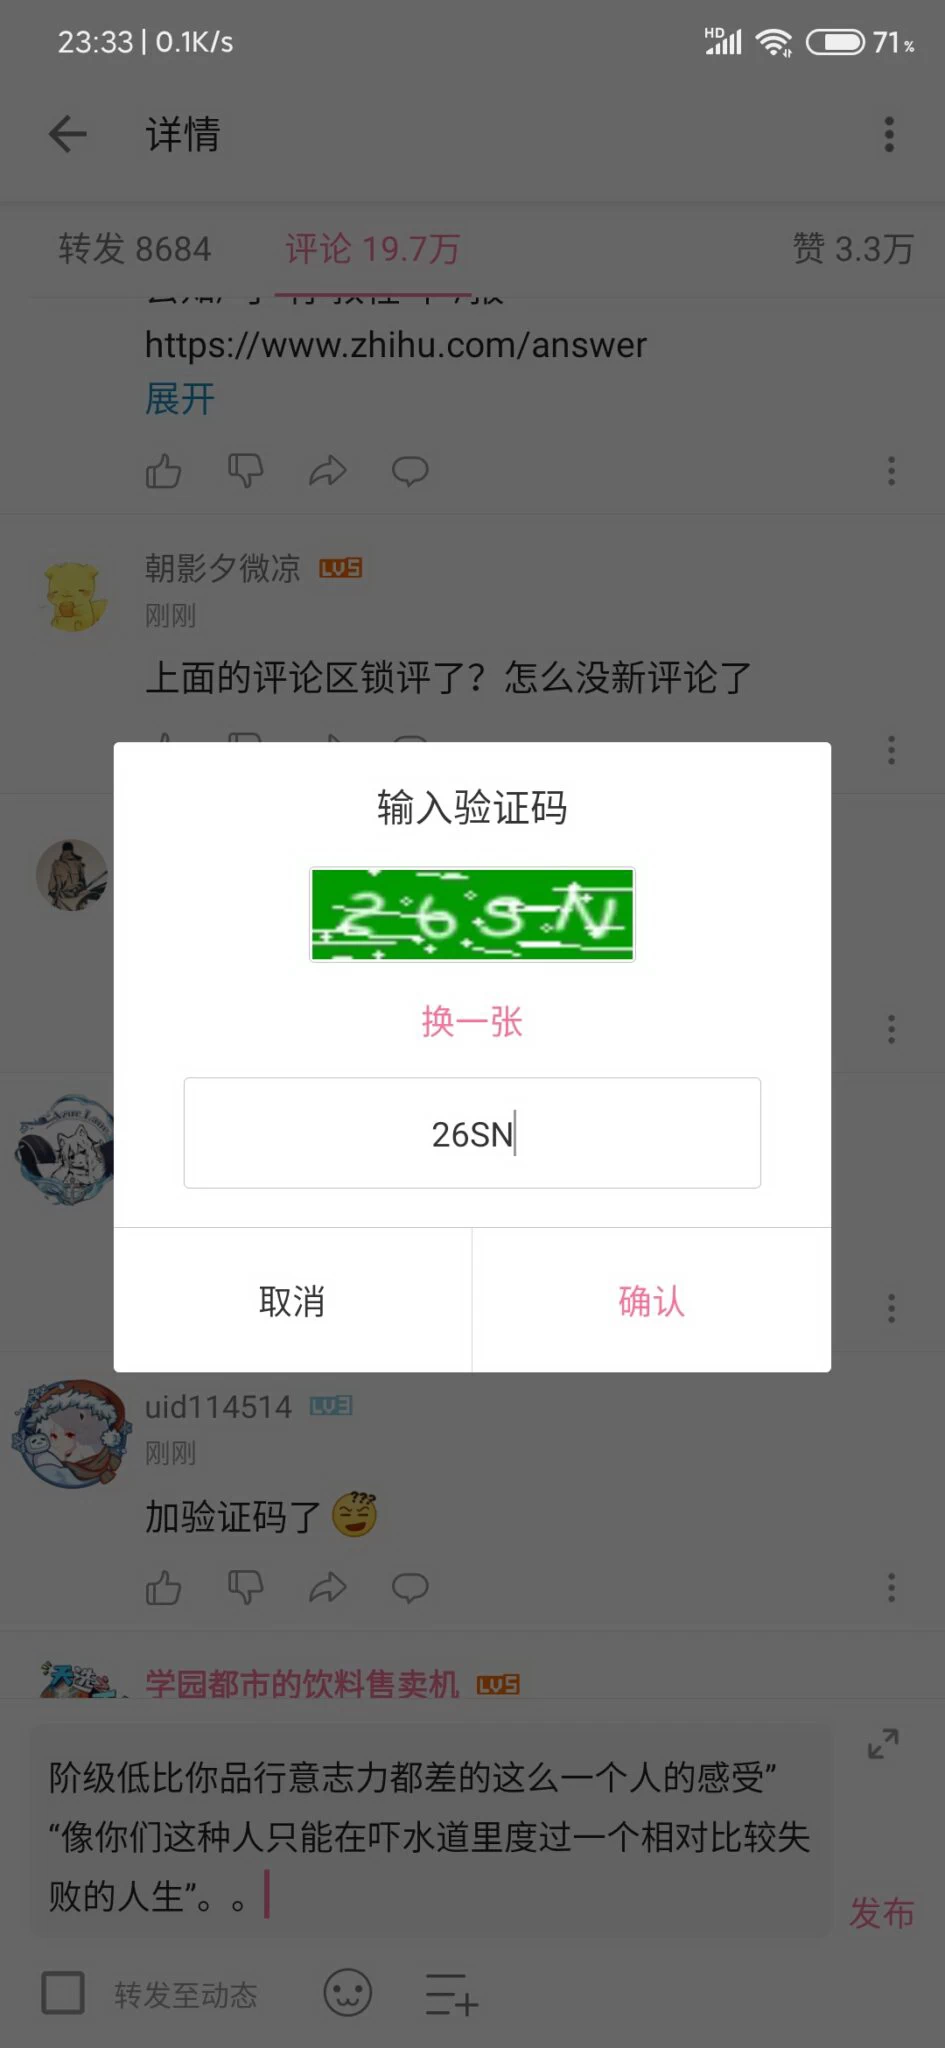 23:33 | 0.1K/s
HD
71%
详情
转发 8684
评论 19.7万
赞 3.3万
https://www.zhihu.com/answer
展开
朝影夕微凉 LV5
刚刚
上面的评论区锁评了？怎么没新评论了
输入验证码
26SN
换一张
26SN
取消
确认
uid114514 LV3
刚刚
加验证码了
???
学园都市的饮料售卖机 LV5
阶级低比你品行意志力都差的这么一个人的感受”
“像你们这种人只能在吓水道里度过一个相对比较失
败的人生”。。
发布
转发至动态